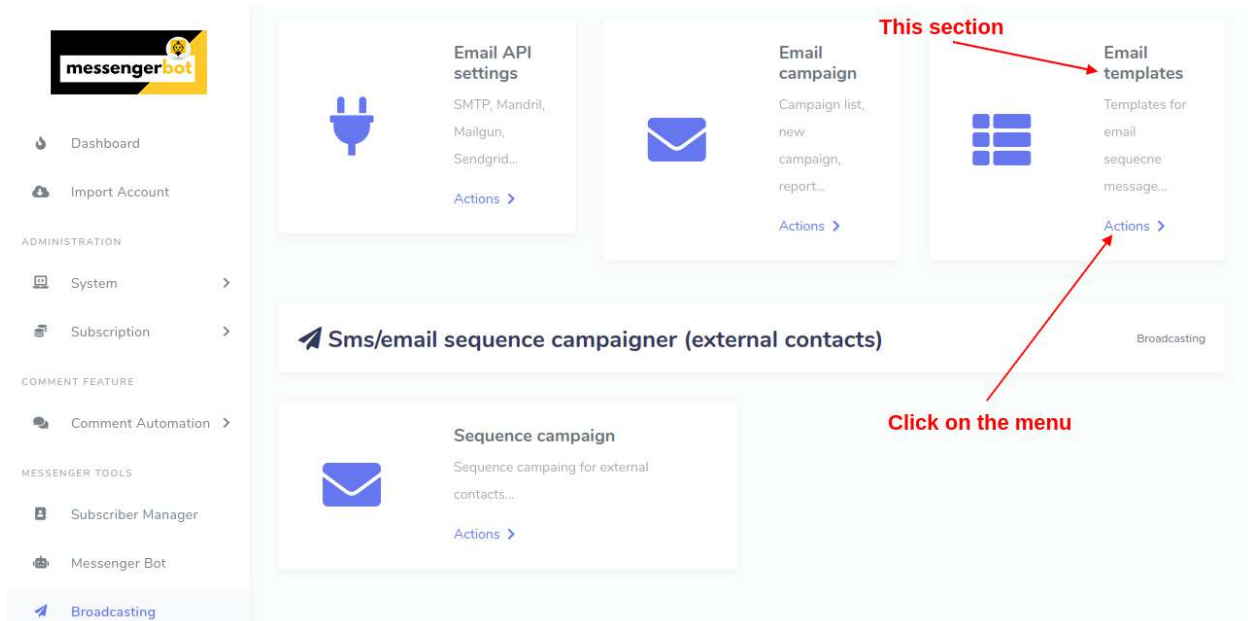 messengerbot
Dashboard
Import Account
ADMINISTRATION
System
Subscription
COMMENT FEATURE
Comment Automation
MESSENGER TOOLS
Subscriber Manager
Messenger Bot
Broadcasting
Email API
settings
SMTP, Mandril,
Mailgun,
Sendgrid...
Actions
Email
campaign
Campaign list,
new
campaign,
report...
Actions
This section
Email
templates
Templates for
email
sequecne
message...
Actions
Sms/email sequence campaigner (external contacts)
Broadcasting
Click on the menu
Sequence campaign
Sequence campaing for external
contacts...
Actions